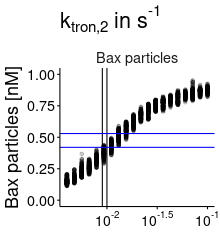 k_tron,2 in s^-1
Bax particles
Bax particles [nM]
1.00
0.75
0.50
0.25
0.00
10^-2 10^-1.5 10^-1